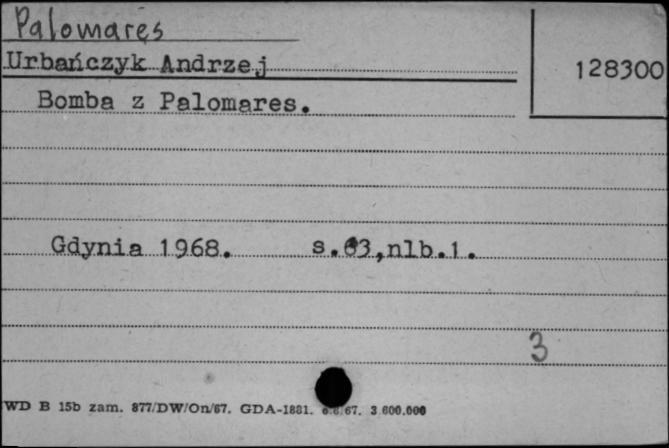 Palomares
Urbańczyk Andrzej
128300
Bomba z Palomares.
Gdynia 1968. s.63,nlb.1.
3
WD B 15b zam. 877/DW/On/67. GDA-1881. 67. 3.600.000